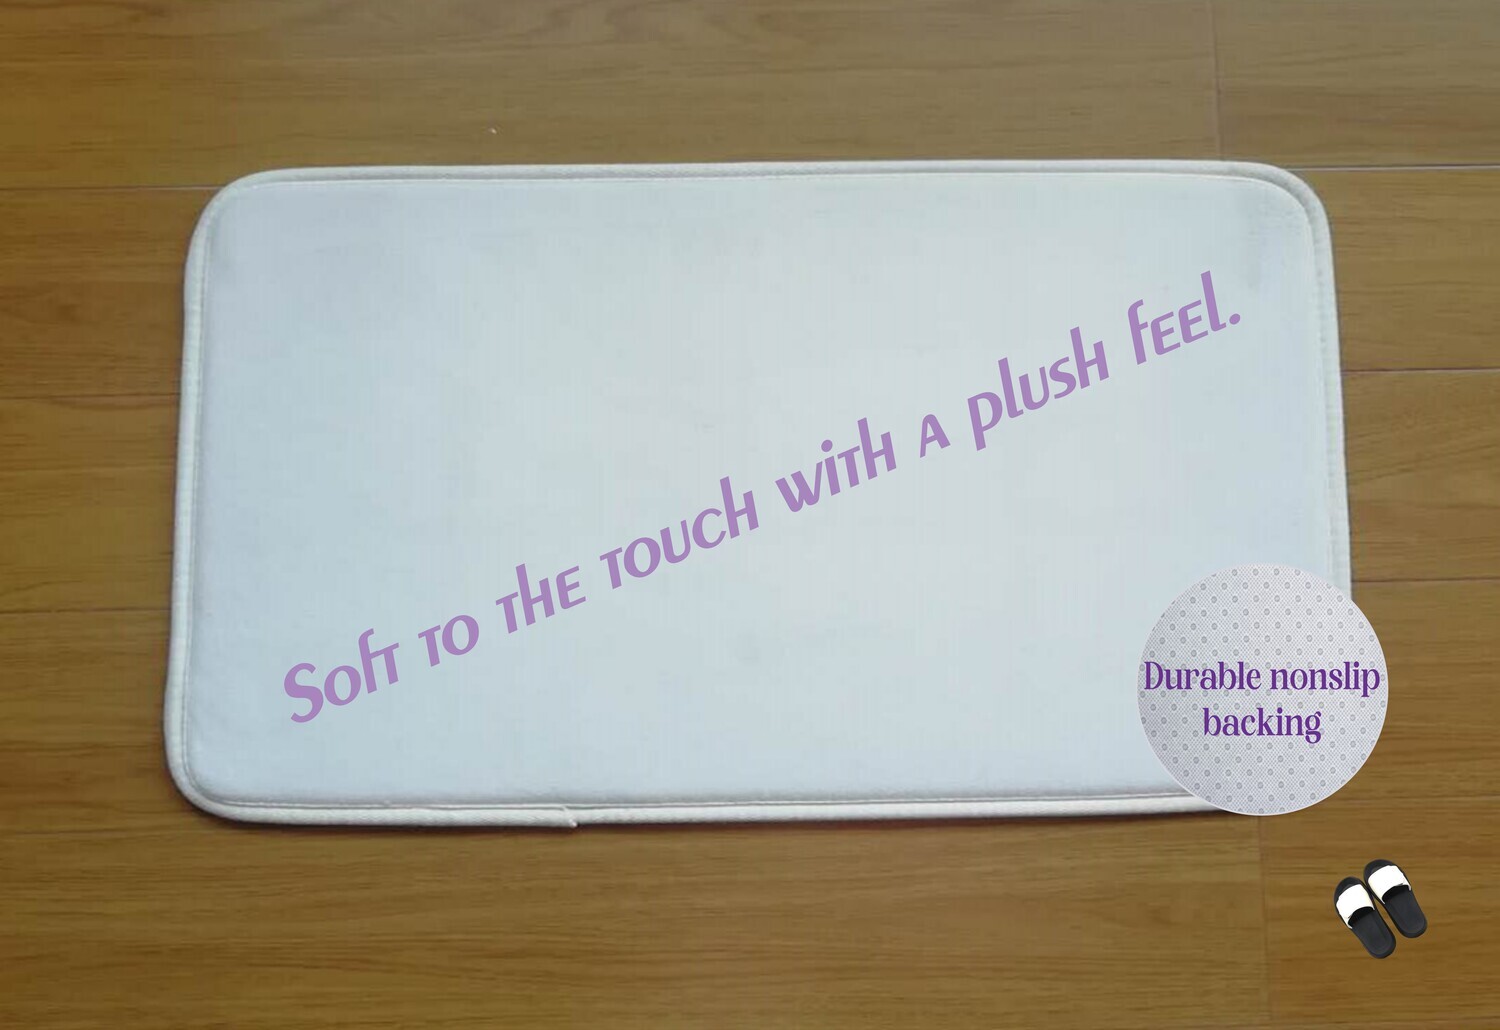 Soft to the touch with a plush feel.
Durable nonslip
backing